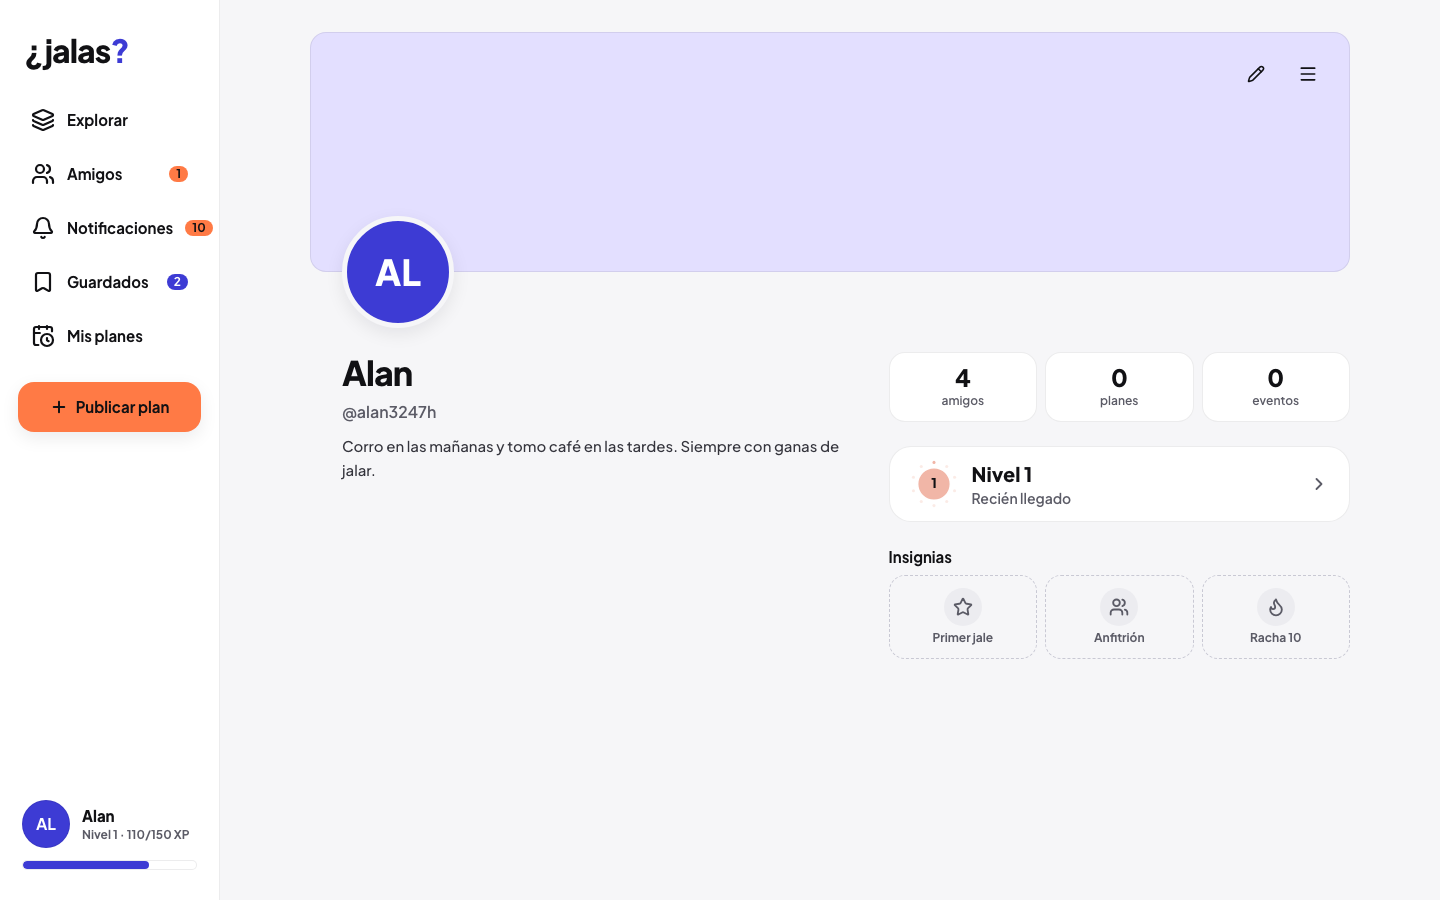 ¿jalas?
Explorar
Amigos 1
Notificaciones 10
Guardados 2
Mis planes
+ Publicar plan
AL
Alan
Nivel 1 · 110/150 XP
AL
Alan
@alan3247h
Corro en las mañanas y tomo café en las tardes. Siempre con ganas de
jalar.
4
amigos
0
planes
0
eventos
1
Nivel 1
Recién llegado
Insignias
Primer jale
Anfitrión
Racha 10